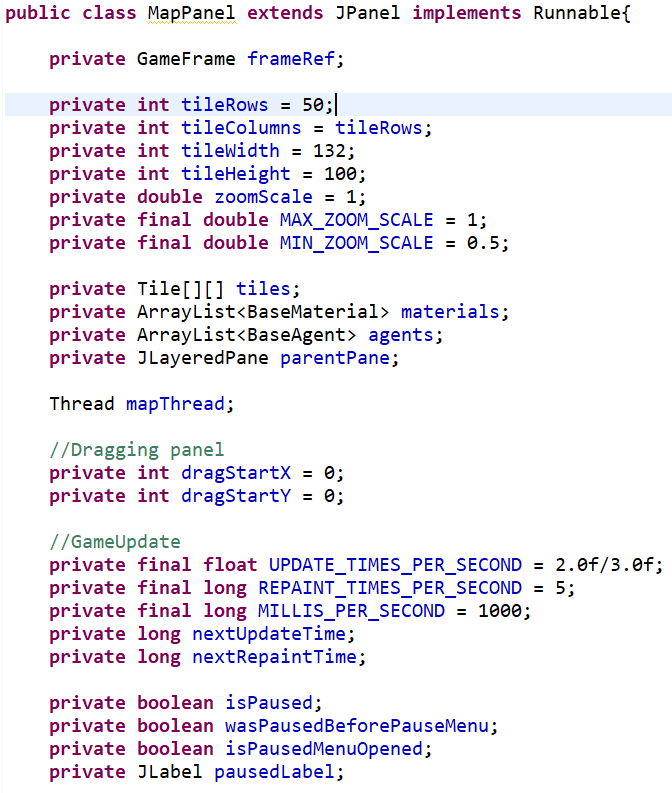 public class MapPanel extends JPanel implements Runnable{
private GameFrame frameRef;
private int tileRows = 50;
private int tileColumns = tileRows;
private int tileWidth = 132;
private int tileHeight = 100;
private double zoomScale = 1;
private final double MAX_ZOOM_SCALE = 1;
private final double MIN_ZOOM_SCALE = 0.5;
private Tile[][] tiles;
private ArrayList<BaseMaterial> materials;
private ArrayList<BaseAgent> agents;
private JLayeredPane parentPane;
Thread mapThread;
//Dragging panel
private int dragStartX = 0;
private int dragStartY = 0;
//GameUpdate
private final float UPDATE_TIMES_PER_SECOND = 2.0f/3.0f;
private final long REPAINT_TIMES_PER_SECOND = 5;
private final long MILLIS_PER_SECOND = 1000;
private long nextUpdateTime;
private long nextRepaintTime;
private boolean isPaused;
private boolean wasPausedBeforePauseMenu;
private boolean isPausedMenuOpened;
private JLabel pausedLabel;